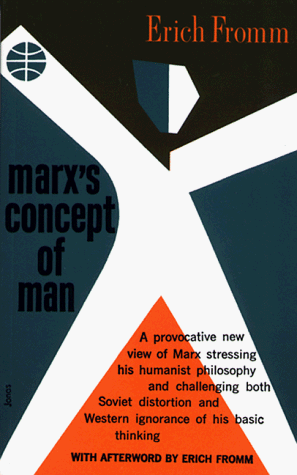 Erich Fromm
marx's
concept
of
man
A provocative new
view of Marx stressing
his humanist philosophy
and challenging both
Soviet distortion and
Western ignorance of his basic
thinking
WITH AFTERWORD BY ERICH FROMM
Jonas